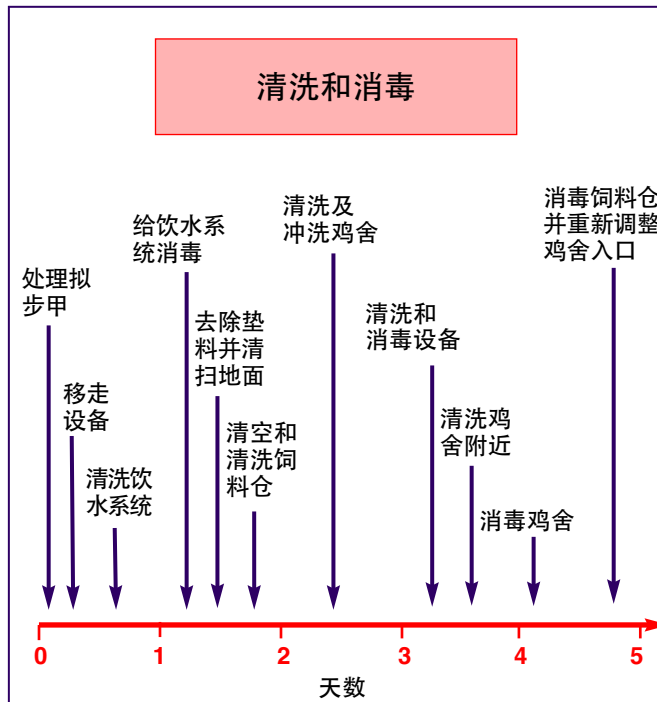 清洗和消毒
处理拟
步甲
移走
设备
清洗饮
水系统
给饮水系
统消毒
去除垫
料并清
扫地面
清空和
清洗饲
料仓
清洗及
冲洗鸡舍
清洗和
消毒设备
清洗鸡
舍附近
消毒鸡舍
消毒饲料仓
并重新调整
鸡舍入口
0 1 2 3 4 5
天数